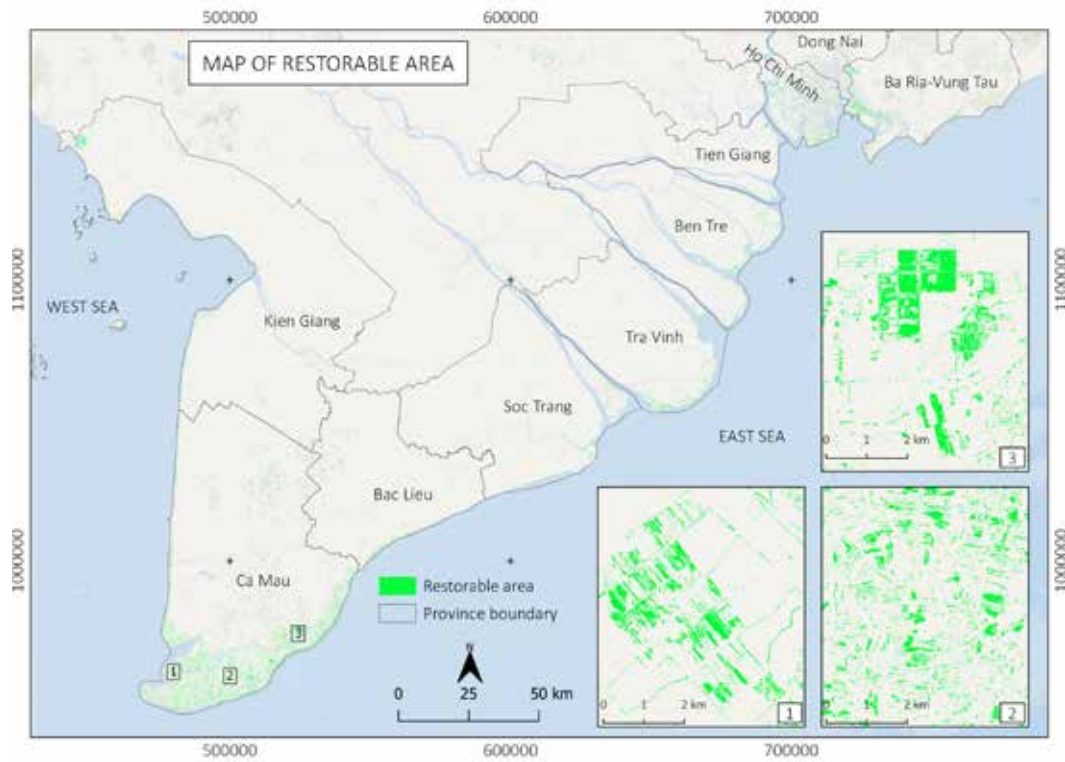 500000
600000
700000
MAP OF RESTORABLE AREA
Dong Nai
Ho Chi Minh
Ba Ria-Vung Tau
Tien Giang
Ben Tre
1100000
1100000
WEST SEA
Kien Giang
Tra Vinh
Soc Trang
EAST SEA
0 1 2 km
3
Bac Lieu
1000000
1000000
Ca Mau
Restorable area
Province boundary
N
0 25 50 km
1
2
3
0 1 2 km
1
0 1 2 km
2
500000
600000
700000